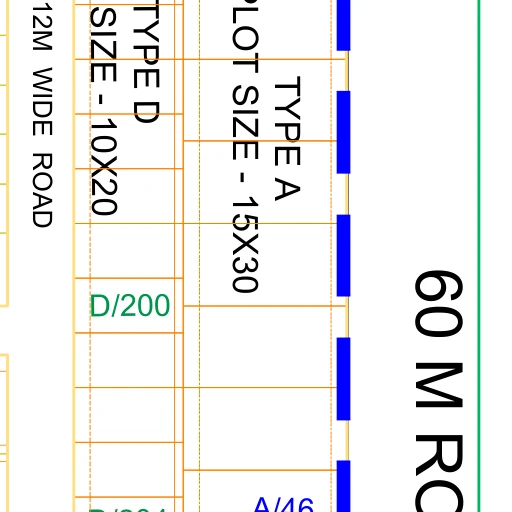 12M WIDE ROAD
TYPE D
SIZE - 10X20
TYPE A
PLOT SIZE - 15X30
D/200
A/46
60 M RO